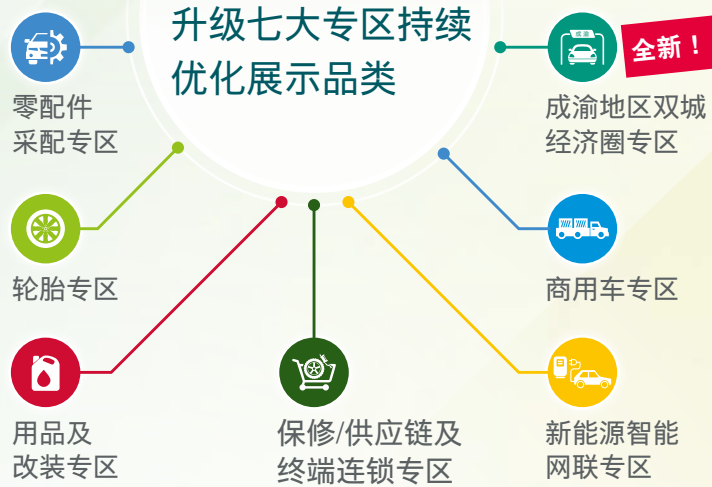 升级七大专区持续
优化展示品类
零配件
采配专区
成渝
全新！
成渝地区双城
经济圈专区
轮胎专区
商用车专区
用品及
改装专区
保修/供应链及
终端连锁专区
新能源智能
网联专区